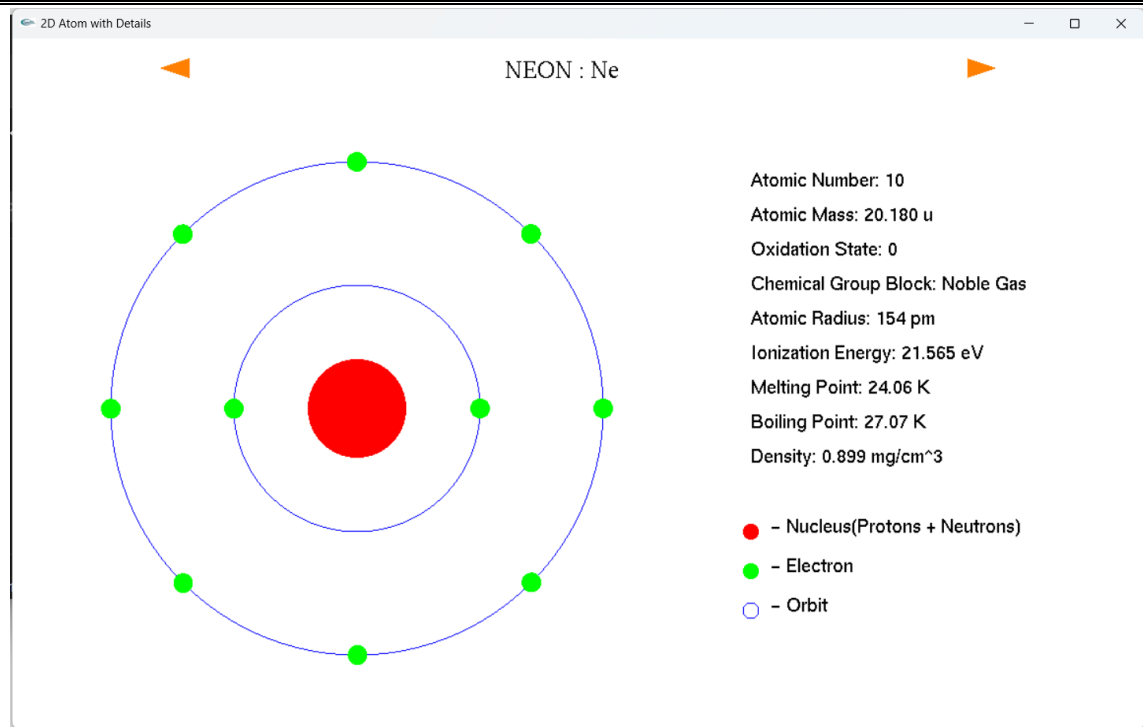 2D Atom with Details
NEON : Ne
Atomic Number: 10
Atomic Mass: 20.180 u
Oxidation State: 0
Chemical Group Block: Noble Gas
Atomic Radius: 154 pm
Ionization Energy: 21.565 eV
Melting Point: 24.06 K
Boiling Point: 27.07 K
Density: 0.899 mg/cm^3
- Nucleus(Protons + Neutrons)
- Electron
- Orbit